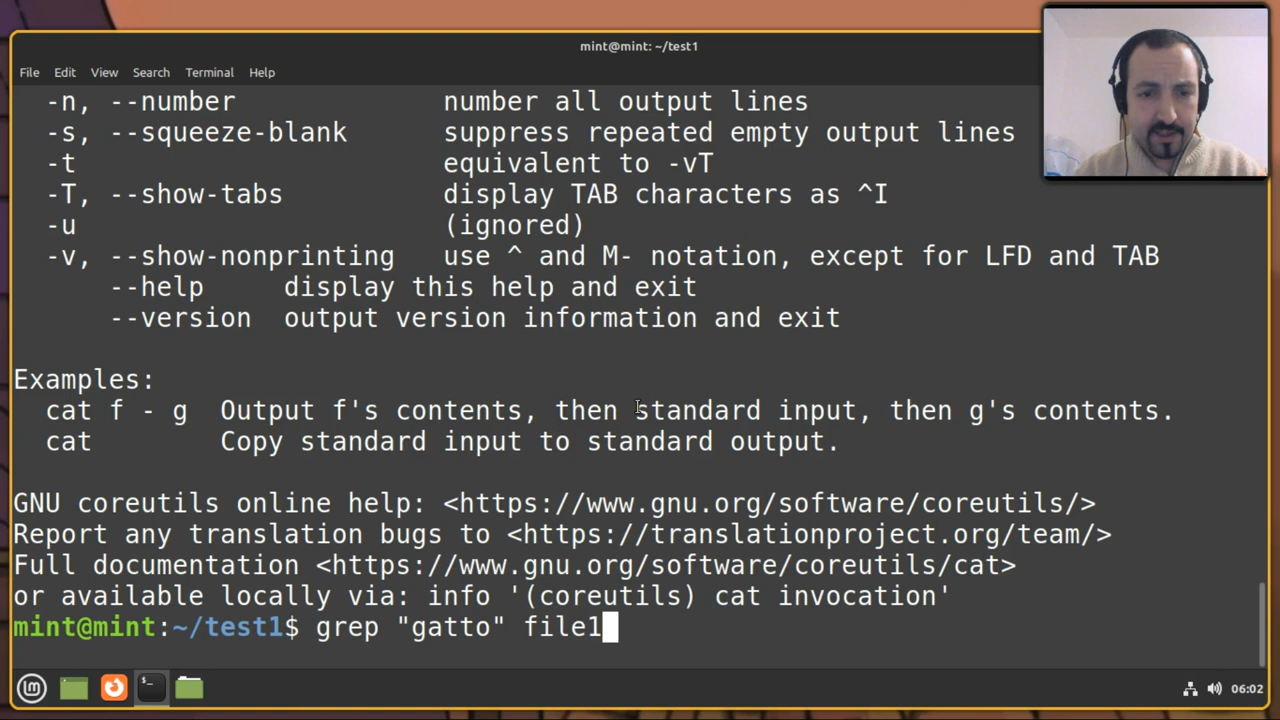 mint@mint: ~/test1
File Edit View Search Terminal Help
-n, --number number all output lines
-s, --squeeze-blank suppress repeated empty output lines
-t equivalent to -vT
-T, --show-tabs display TAB characters as ^I
-u (ignored)
-v, --show-nonprinting use ^ and M- notation, except for LFD and TAB
--help display this help and exit
--version output version information and exit
Examples:
cat f - g Output f's contents, then standard input, then g's contents.
cat Copy standard input to standard output.
GNU coreutils online help: <https://www.gnu.org/software/coreutils/>
Report any translation bugs to <https://translationproject.org/team/>
Full documentation <https://www.gnu.org/software/coreutils/cat>
or available locally via: info '(coreutils) cat invocation'
mint@mint:~/test1$ grep "gatto" file1
06:02